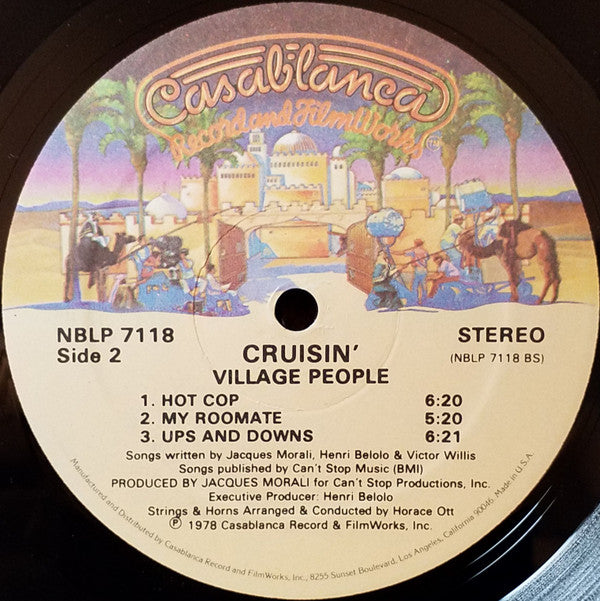 Casablanca
Record and FilmWorks
NBLP 7118
Side 2
STEREO
(NBLP 7118 BS)
CRUISIN'
VILLAGE PEOPLE
1. HOT COP 6:20
2. MY ROOMATE 5:20
3. UPS AND DOWNS 6:21
Songs written by Jacques Morali, Henri Belolo & Victor Willis
Songs published by Can't Stop Music (BMI)
PRODUCED BY JACQUES MORALI for Can't Stop Productions, Inc.
Executive Producer: Henri Belolo
Strings & Horns Arranged & Conducted by Horace Ott
Ⓟ 1978 Casablanca Record & FilmWorks, Inc.
Manufactured and Distributed by Casablanca Record and FilmWorks, Inc., 8255 Sunset Boulevard, Los Angeles, California 90046. Made in U.S.A.